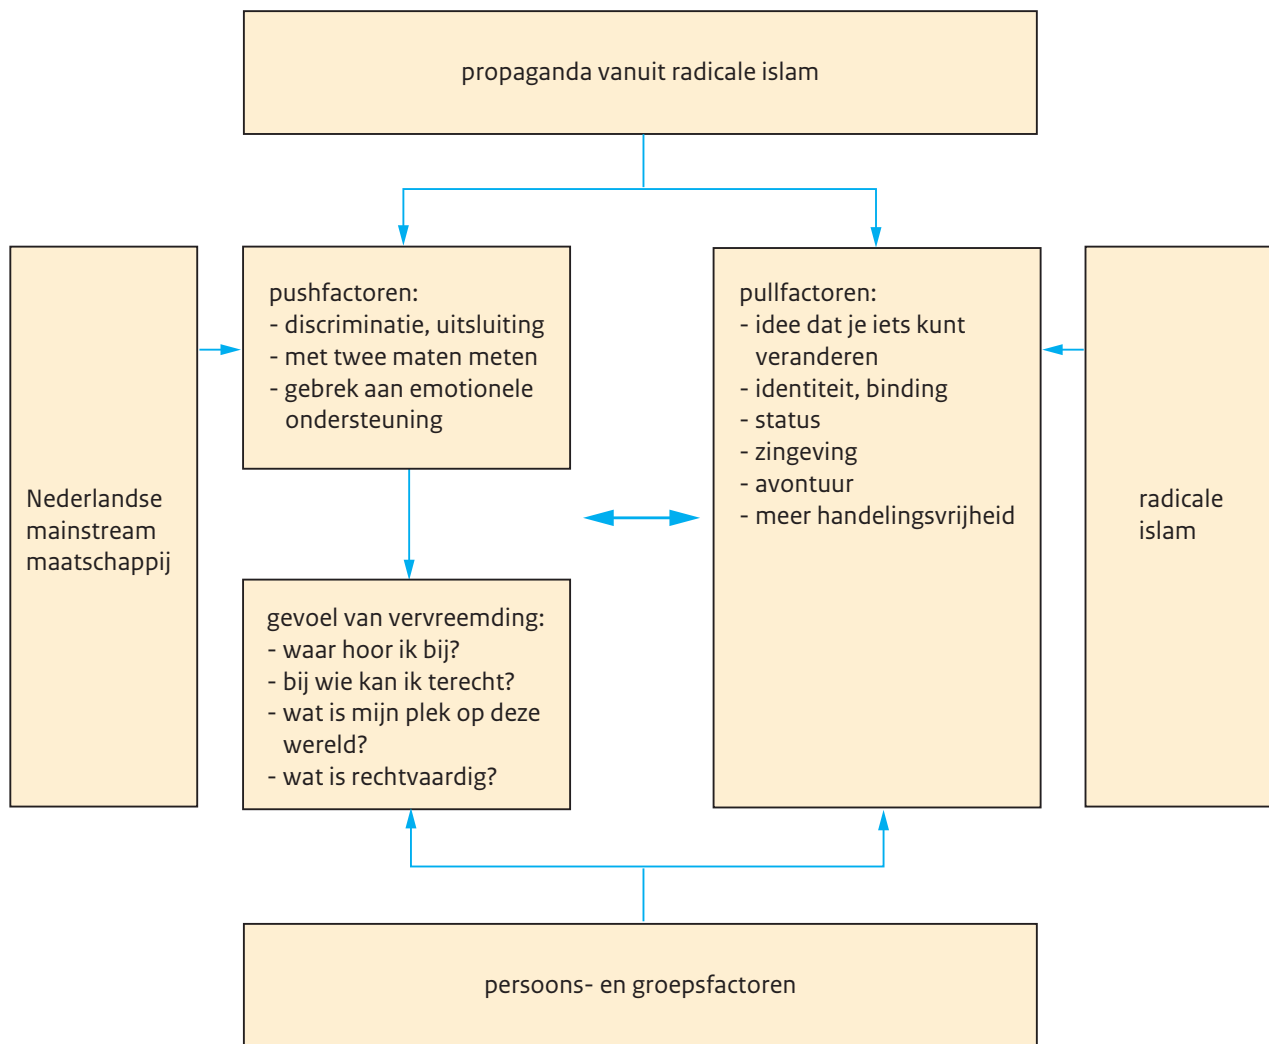 propaganda vanuit radicale islam
Nederlandse
mainstream
maatschappij
pushfactoren:
- discriminatie, uitsluiting
- met twee maten meten
- gebrek aan emotionele
ondersteuning
gevoel van vervreemding:
- waar hoor ik bij?
- bij wie kan ik terecht?
- wat is mijn plek op deze
wereld?
- wat is rechtvaardig?
pullfactoren:
- idee dat je iets kunt
veranderen
- identiteit, binding
- status
- zingeving
- avontuur
- meer handelingsvrijheid
radicale
islam
persoons- en groepsfactoren